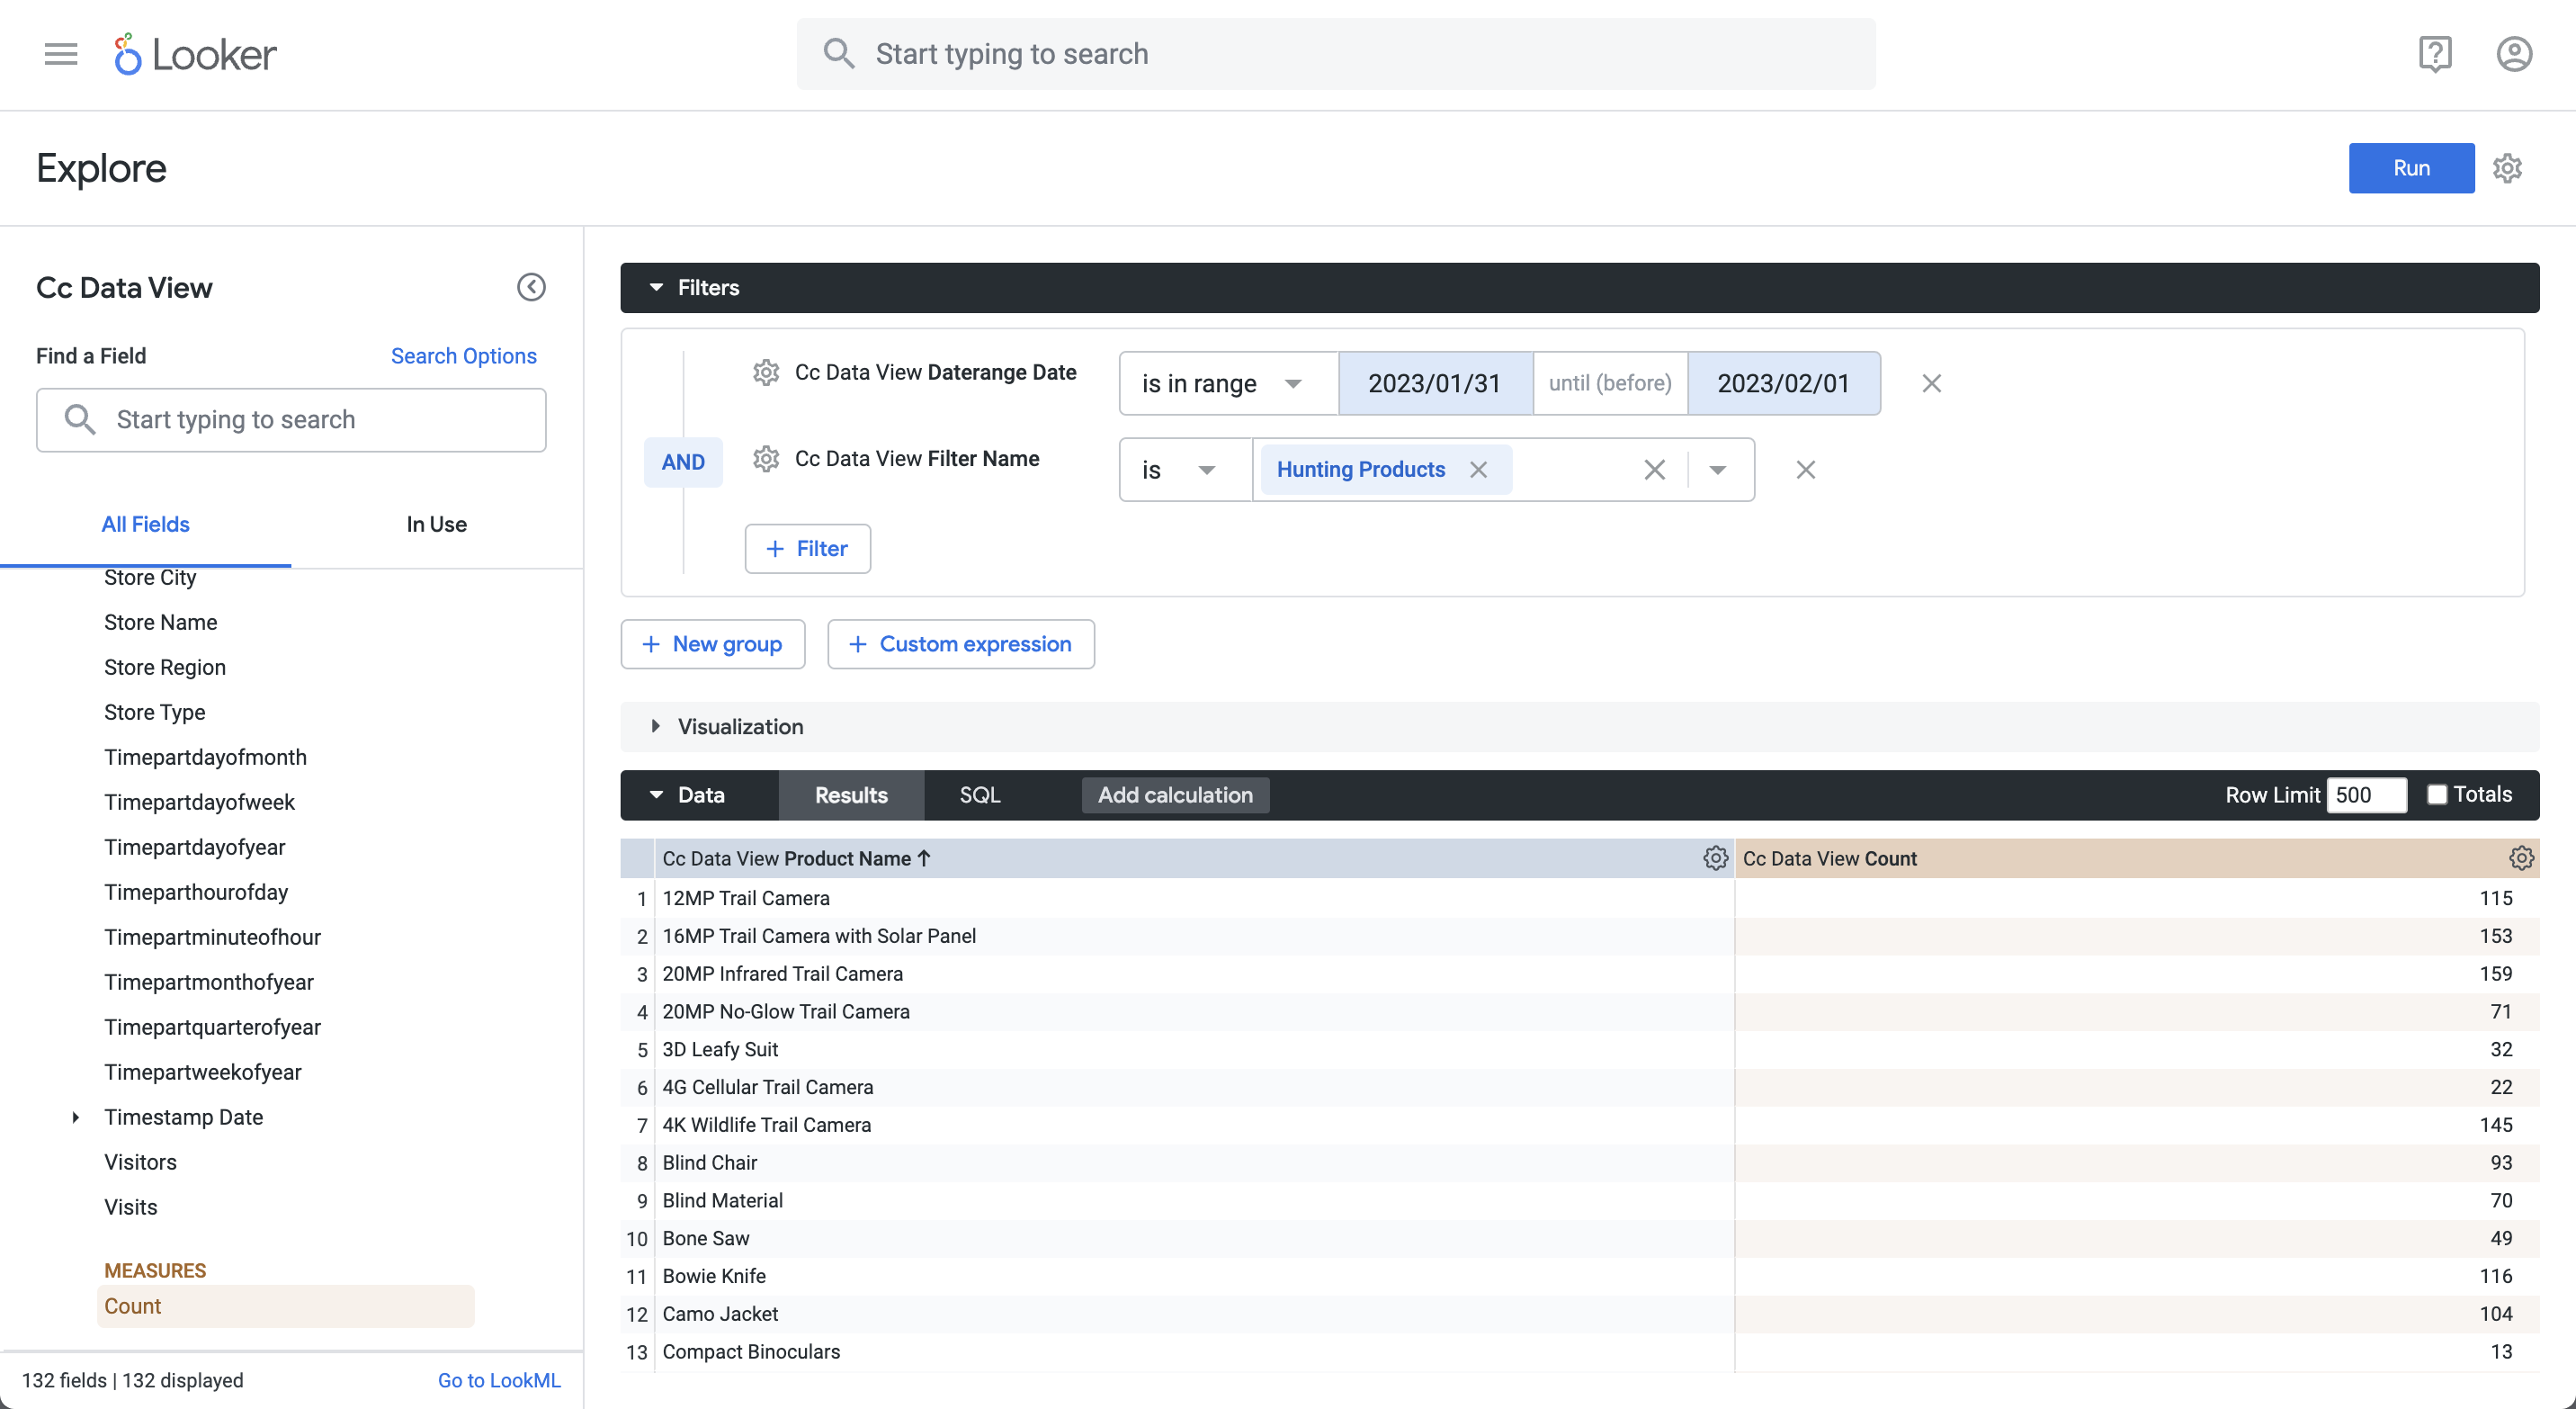 Looker
Start typing to search
Explore
Run
Cc Data View
Find a Field
Search Options
Start typing to search
All Fields
In Use
Store City
Store Name
Store Region
Store Type
Timepartdayofmonth
Timepartdayofweek
Timepartdayofyear
Timeparthourofday
Timepartminuteofhour
Timepartmonthofyear
Timepartquarterofyear
Timepartweekofyear
Timestamp Date
Visitors
Visits
MEASURES
Count
132 fields | 132 displayed
Go to LookML
Filters
Cc Data View Daterange Date is in range 2023/01/31 until (before) 2023/02/01
AND
Cc Data View Filter Name is Hunting Products
+ Filter
+ New group
+ Custom expression
Visualization
Data Results SQL Add calculation Row Limit 500 Totals
Cc Data View Product Name ↑ Cc Data View Count
1 12MP Trail Camera 115
2 16MP Trail Camera with Solar Panel 153
3 20MP Infrared Trail Camera 159
4 20MP No-Glow Trail Camera 71
5 3D Leafy Suit 32
6 4G Cellular Trail Camera 22
7 4K Wildlife Trail Camera 145
8 Blind Chair 93
9 Blind Material 70
10 Bone Saw 49
11 Bowie Knife 116
12 Camo Jacket 104
13 Compact Binoculars 13